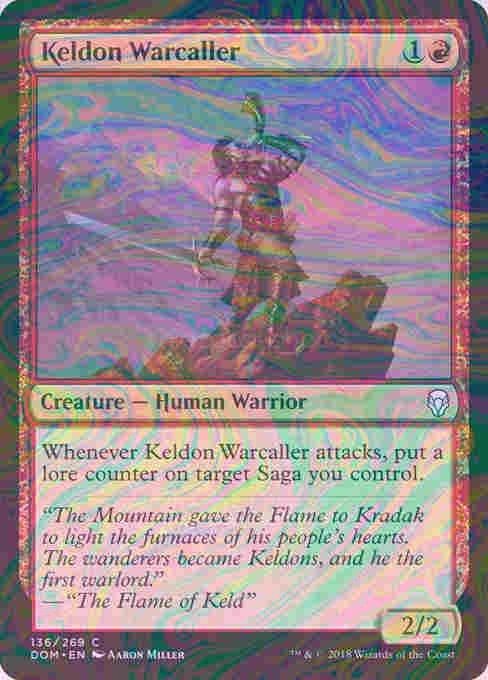 Keldon Warcaller 1
Creature — Human Warrior
Whenever Keldon Warcaller attacks, put a
lore counter on target Saga you control.
“The Mountain gave the Flame to Kradak
to light the furnaces of his people’s hearts.
The wanderers became Keldons, and he the
first warlord.”
—“The Flame of Keld”
2/2
136/269 C
DOM • EN Aaron Miller
™ & © 2018 Wizards of the Coast